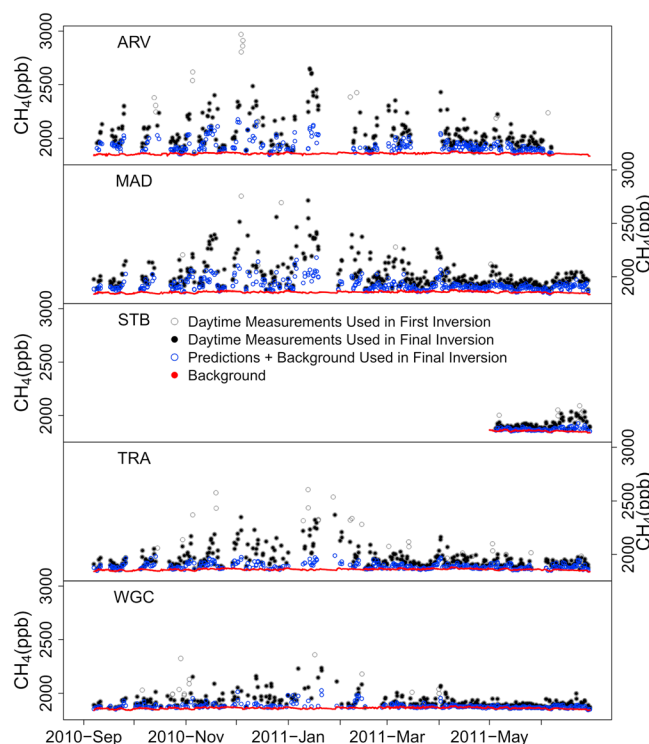 ARV
CH4(ppb)
3000
2500
2000
MAD
CH4(ppb)
3000
2500
2000
STB
CH4(ppb)
3000
2500
2000
Daytime Measurements Used in First Inversion
Daytime Measurements Used in Final Inversion
Predictions + Background Used in Final Inversion
Background
TRA
CH4(ppb)
3000
2500
2000
WGC
CH4(ppb)
3000
2500
2000
2010−Sep 2010−Nov 2011−Jan 2011−Mar 2011−May